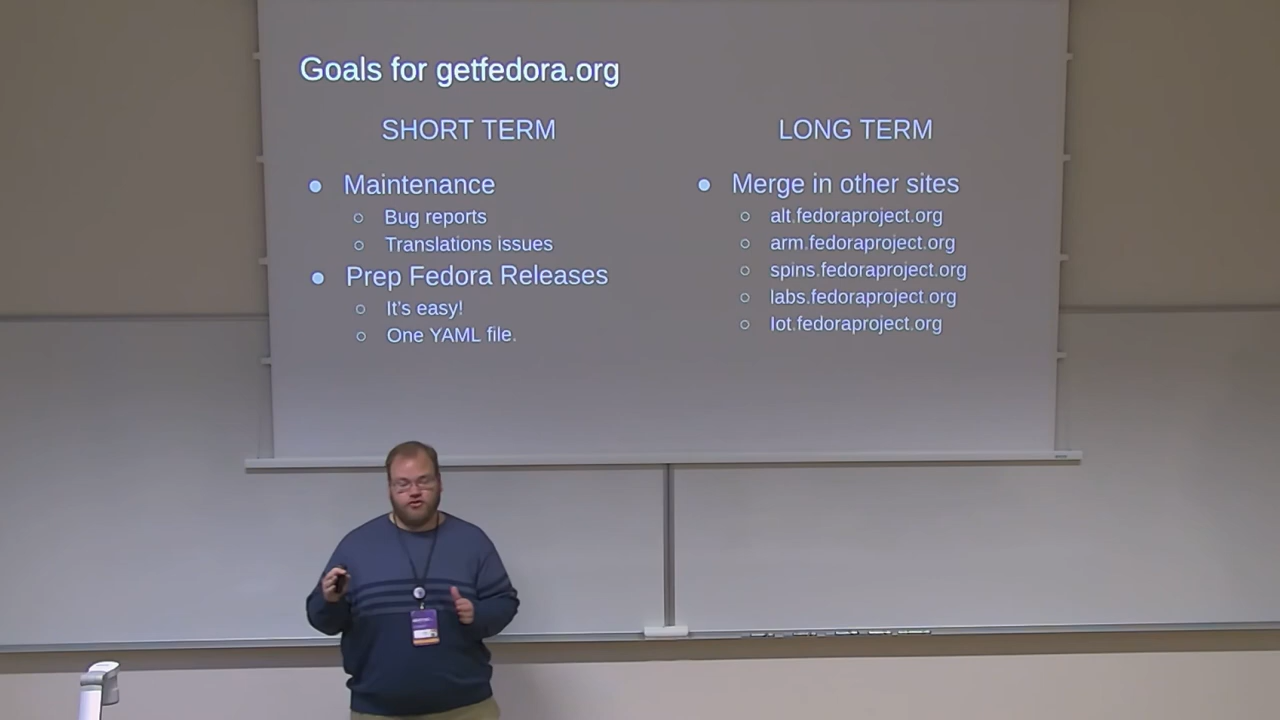 Goals for getfedora.org
SHORT TERM
● Maintenance
○ Bug reports
○ Translations issues
● Prep Fedora Releases
○ It's easy!
○ One YAML file.
LONG TERM
● Merge in other sites
○ alt.fedoraproject.org
○ arm.fedoraproject.org
○ spins.fedoraproject.org
○ labs.fedoraproject.org
○ Iot.fedoraproject.org